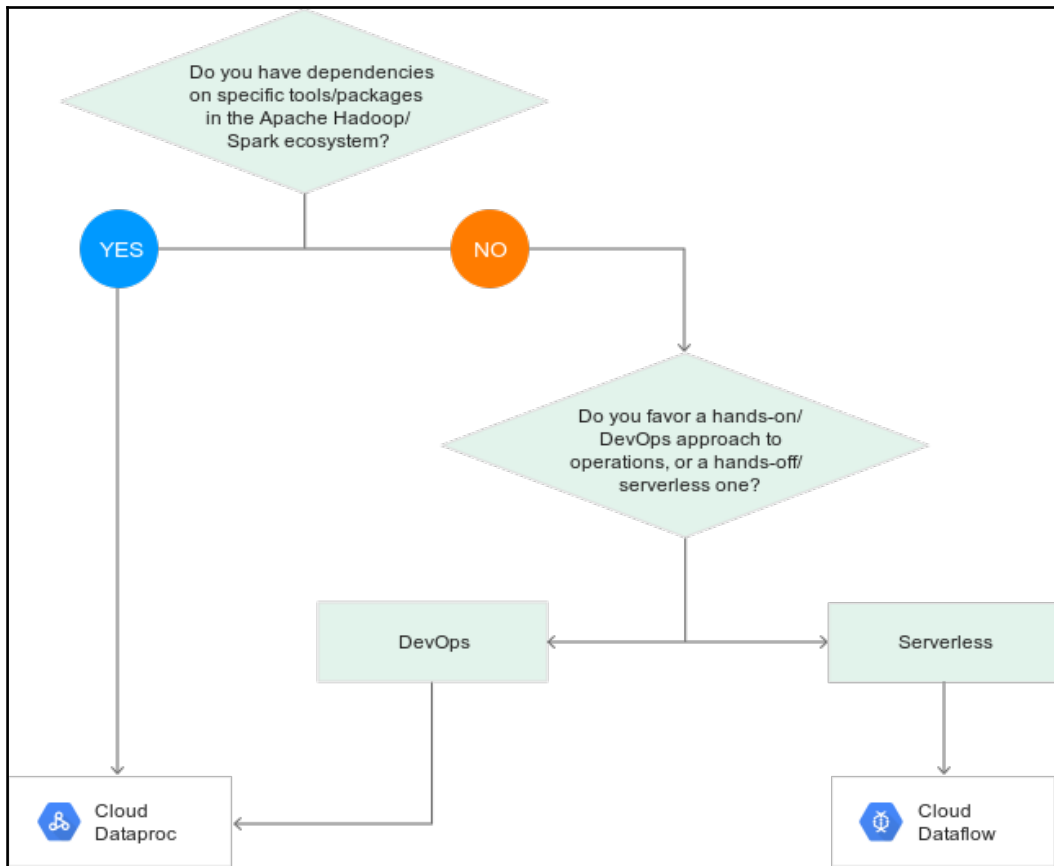 Do you have dependencies
on specific tools/packages
in the Apache Hadoop/
Spark ecosystem?
YES
NO
Do you favor a hands-on/
DevOps approach to
operations, or a hands-off/
serverless one?
DevOps
Serverless
Cloud
Dataproc
Cloud
Dataflow